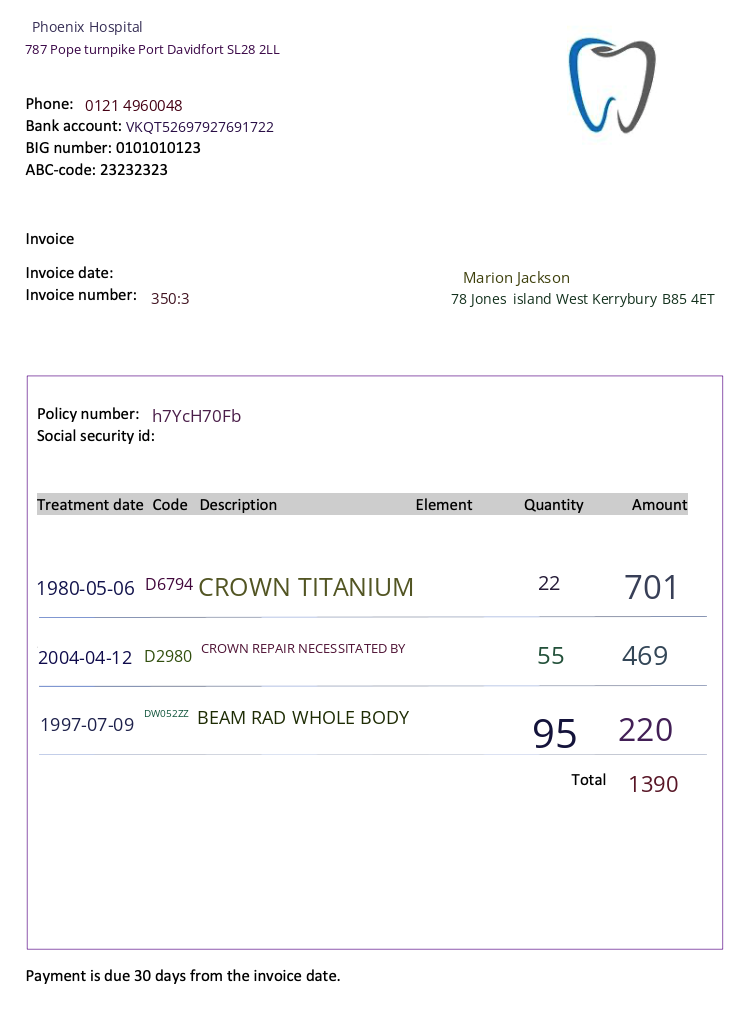 Phoenix Hospital
787 Pope turnpike Port Davidfort SL28 2LL
Phone: 0121 4960048
Bank account: VKQT52697927691722
BIG number: 0101010123
ABC-code: 23232323
Invoice
Invoice date:
Marion Jackson
Invoice number: 350:3
78 Jones island West Kerrybury B85 4ET
Policy number: h7YcH70Fb
Social security id:
Treatment date Code Description Element Quantity Amount
1980-05-06 D6794 CROWN TITANIUM 22 701
2004-04-12 D2980 CROWN REPAIR NECESSITATED BY 55 469
1997-07-09 DW052ZZ BEAM RAD WHOLE BODY 95 220
Total 1390
Payment is due 30 days from the invoice date.